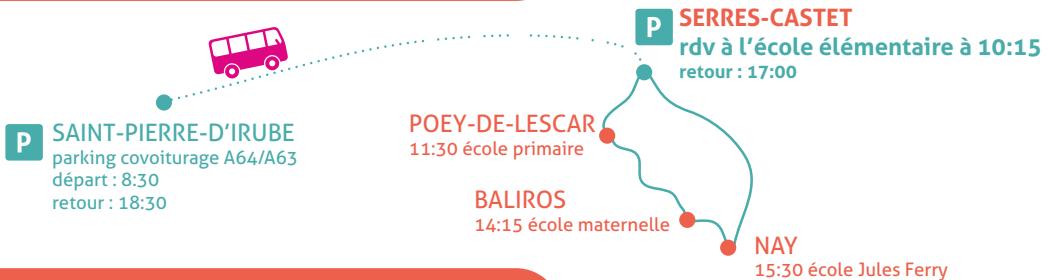 P SERRES-CASTET
rdv à l'école élémentaire à 10:15
retour : 17:00
P SAINT-PIERRE-D'IRUBE
parking covoiturage A64/A63
départ : 8:30
retour : 18:30
POEY-DE-LESCAR
11:30 école primaire
BALIROS
14:15 école maternelle
NAY
15:30 école Jules Ferry